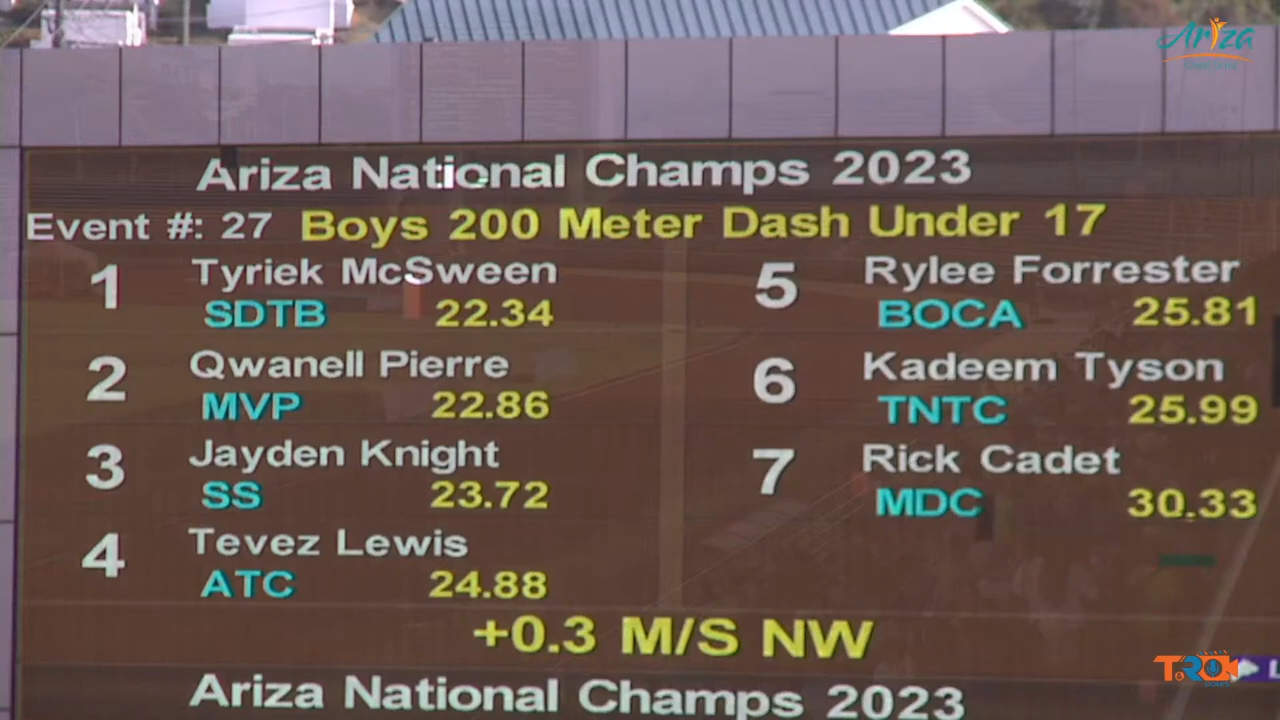 Ariza
Ariza National Champs 2023
Event #: 27 Boys 200 Meter Dash Under 17
1 Tyriek McSween
SDTB 22.34
2 Qwanell Pierre
MVP 22.86
3 Jayden Knight
SS 23.72
4 Tevez Lewis
ATC 24.88
5 Rylee Forrester
BOCA 25.81
6 Kadeem Tyson
TNTC 25.99
7 Rick Cadet
MDC 30.33
+0.3 M/S NW
Ariza National Champs 2023